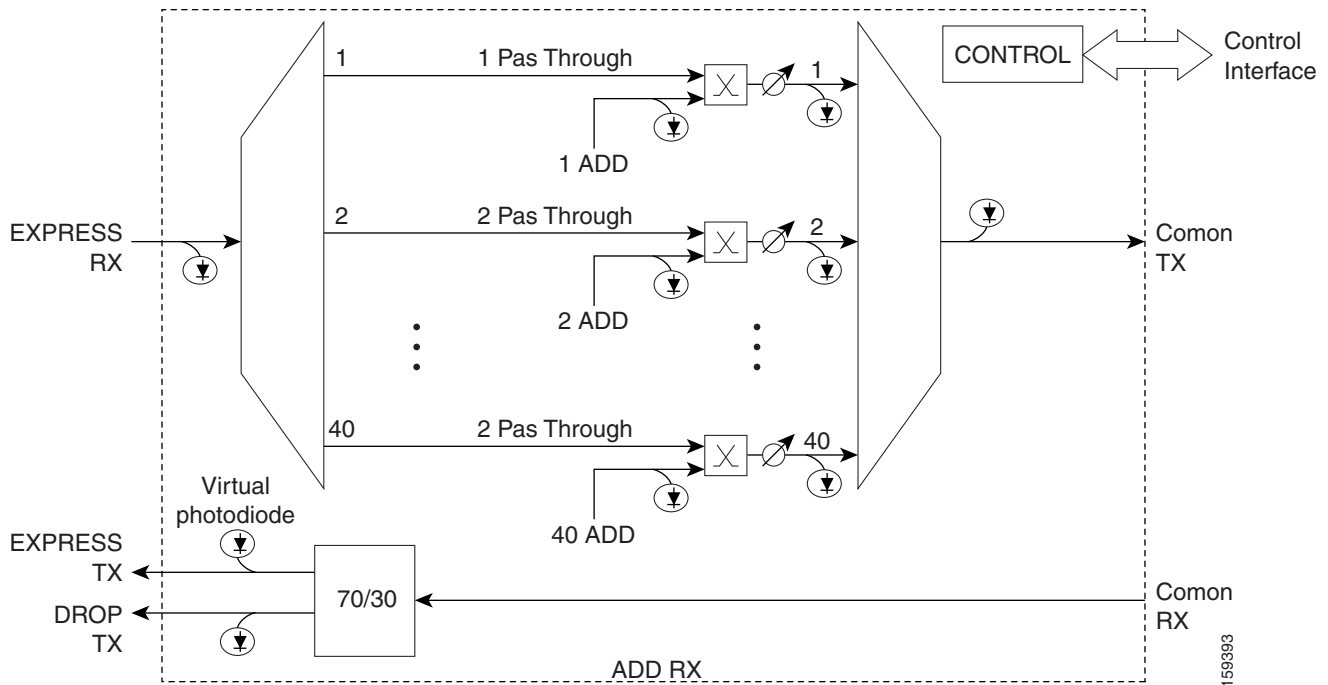 1
1 Pas Through
1
CONTROL
Control
Interface
1 ADD
EXPRESS
RX
2
2 Pas Through
2
Comon
TX
2 ADD
40
2 Pas Through
40
Virtual
photodiode
40 ADD
EXPRESS
TX
DROP
TX
70/30
Comon
RX
ADD RX
159393